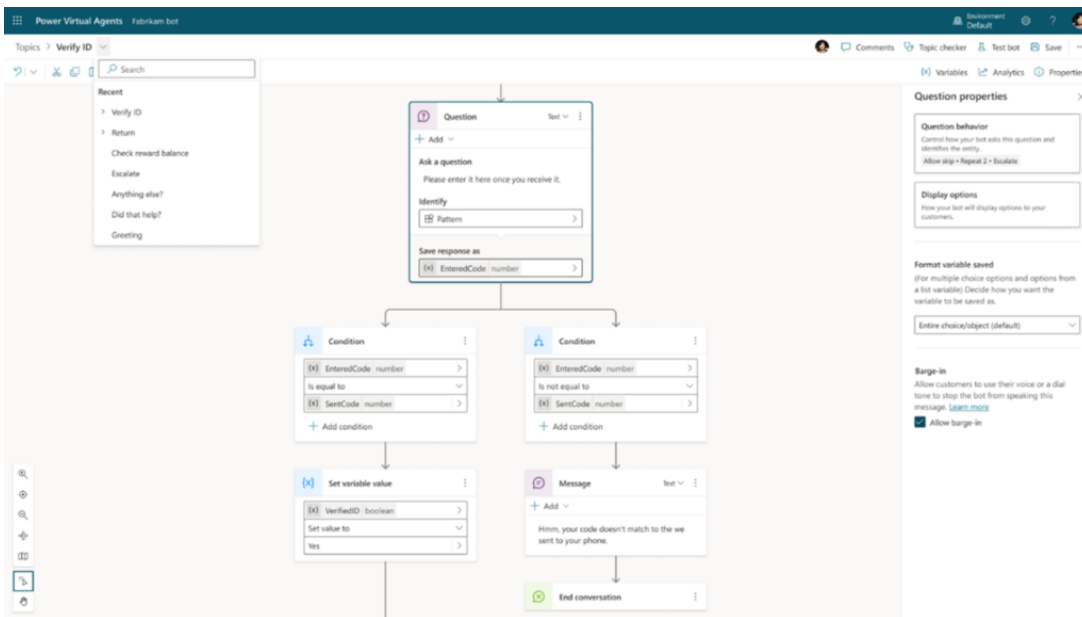 Power Virtual Agents Fabrikam bot
Environment
Default
?
Topics > Verify ID
Comments Topic checker Test bot Save
Search
Recent
Verify ID
Return
Check reward balance
Escalate
Anything else?
Did that help?
Greeting
{x} Variables Analytics Propertie
Question Text
+ Add
Ask a question
Please enter it here once you receive it.
Identify
Pattern
Save response as
{x} EnteredCode number
Condition
{x} EnteredCode number
Is equal to
{x} SentCode number
+ Add condition
Condition
{x} EnteredCode number
Is not equal to
{x} SentCode number
+ Add condition
{x} Set variable value
{x} VerifiedID boolean
Set value to
Yes
Message Text
+ Add
Hmm, your code doesn't match to the we
sent to your phone.
End conversation
Question properties
Question behavior
Control how your bot asks this question and
identifies the entity.
Allow skip • Repeat 2 • Escalate
Display options
How your bot will display options to your
customers.
Format variable saved
(For multiple choice options and options from
a list variable) Decide how you want the
variable to be saved as.
Entire choice/object (default)
Barge-in
Allow customers to use their voice or a dial
tone to stop the bot from speaking this
message. Learn more
Allow barge-in